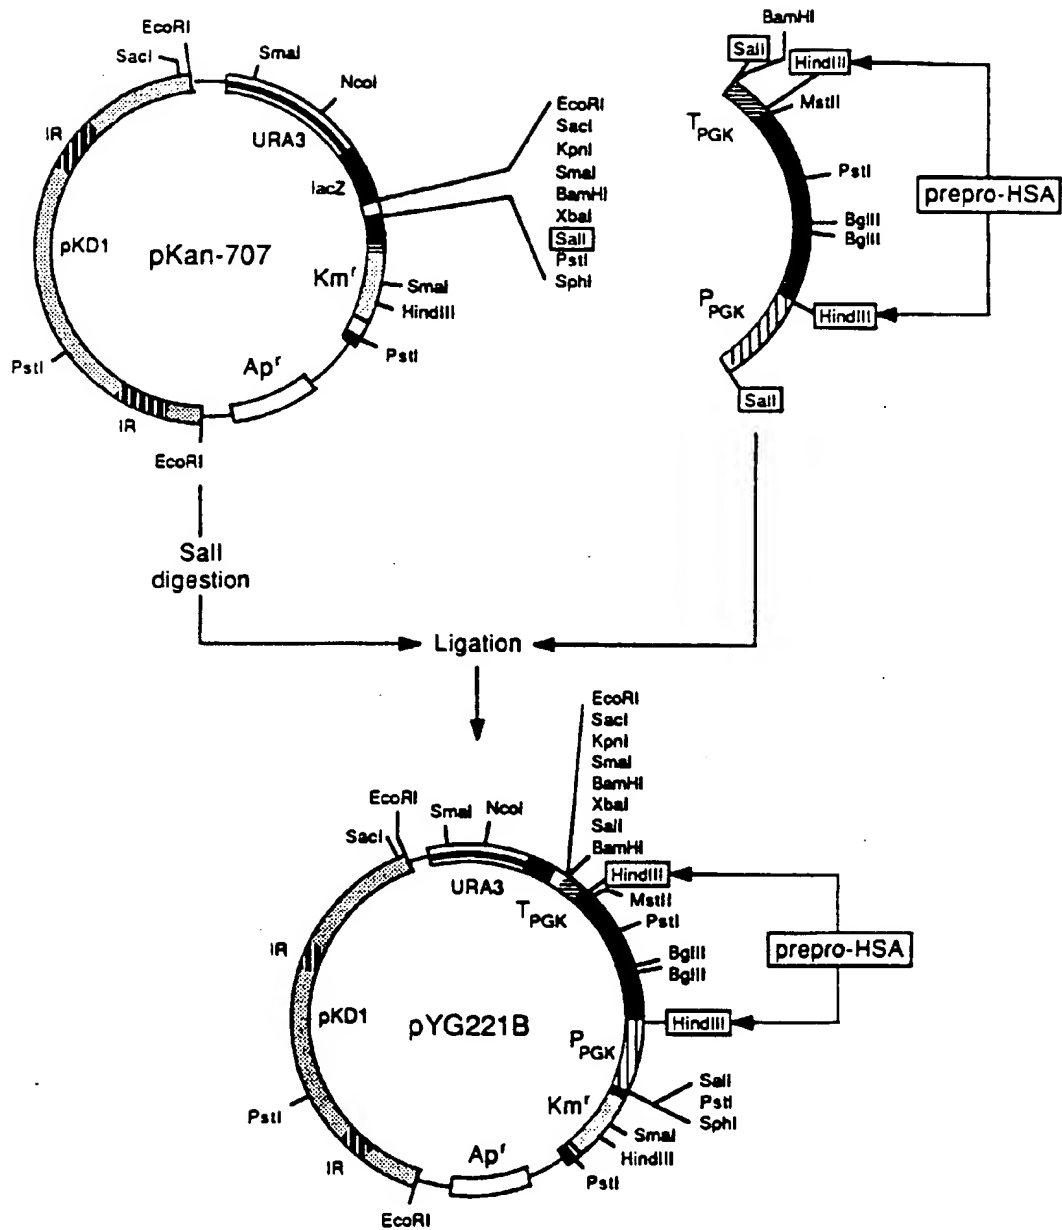 EcoRI
SacI
SmaI
NcoI
IR
URA3
lacZ
pKD1
pKan-707
Km^r
SmaI
HindIII
PstI
PstI
Ap^r
IR
EcoRI
EcoRI
SacI
KpnI
SmaI
BamHI
XbaI
SalI
PstI
SphI
BamHI
SalI
HindIII
MstII
T_PGK
PstI
prepro-HSA
BglII
BglII
P_PGK
HindIII
SalI
SalI
digestion
Ligation
EcoRI
SacI
KpnI
SmaI
BamHI
XbaI
SalI
BamHI
EcoRI
SacI
SmaI
NcoI
URA3
T_PGK
HindIII
MstII
PstI
BglII
BglII
prepro-HSA
IR
pKD1
pYG221B
HindIII
P_PGK
SalI
PstI
SphI
Km^r
PstI
SmaI
HindIII
IR
Ap^r
PstI
EcoRI